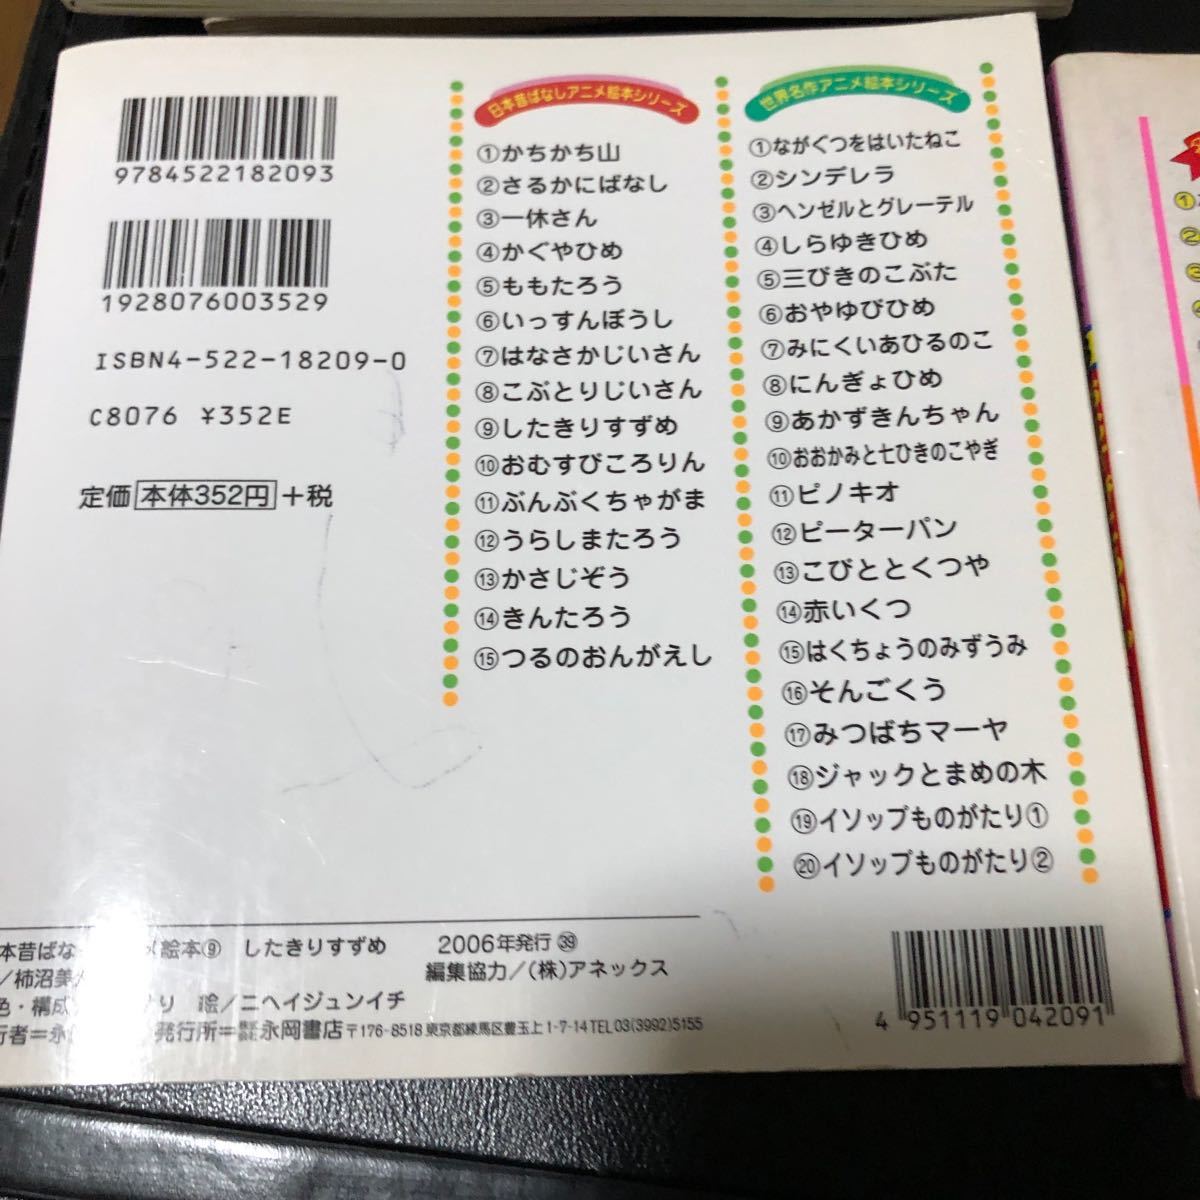 9784522182093
1928076003529
ISBN4-522-18209-0
C8076 ¥352E
定価 本体352円 +税
日本昔ばなしアニメ絵本シリーズ
①かちかち山
②さるかにばなし
③一休さん
④かぐやひめ
⑤ももたろう
⑥いっすんぼうし
⑦はなさかじいさん
⑧こぶとりじいさん
⑨したきりすずめ
⑩おむすびころりん
⑪ぶんぶくちゃがま
⑫うらしまたろう
⑬かさじぞう
⑭きんたろう
⑮つるのおんがえし
世界名作アニメ絵本シリーズ
①ながぐつをはいたねこ
②シンデレラ
③ヘンゼルとグレーテル
④しらゆきひめ
⑤三びきのこぶた
⑥おやゆびひめ
⑦みにくいあひるのこ
⑧にんぎょひめ
⑨あかずきんちゃん
⑩おおかみと七ひきのこやぎ
⑪ピノキオ
⑫ピーターパン
⑬こびととくつや
⑭赤いくつ
⑮はくちょうのみずうみ
⑯そんごくう
⑰みつばちマーヤ
⑱ジャックとまめの木
⑲イソップものがたり①
⑳イソップものがたり②
本昔ばな メ絵本⑨ したきりすずめ
／柿沼美
色・構成 り 絵／ニヘイジュンイチ
行者＝永 発行所＝株式会社永岡書店〒176-8518 東京都練馬区豊玉上1-7-14 TEL03(3992)5155
2006年発行㊴
編集協力／(株)アネックス
4 951119 042091
①
②
③